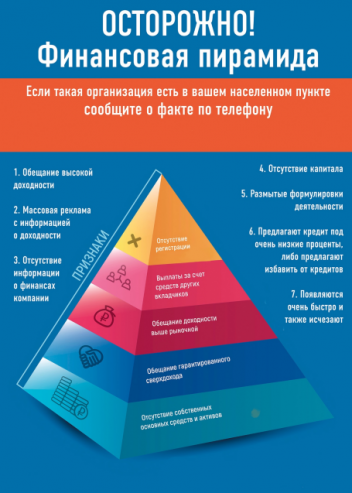 ОСТОРОЖНО!
Финансовая пирамида
Если такая организация есть в вашем населенном пункте
сообщите о факте по телефону
1. Обещание высокой
доходности
2. Массовая реклама
с информацией
о доходности
3. Отсутствие
информации
о финансах
компании
4. Отсутствие капитала
5. Размытые формулировки
деятельности
6. Предлагают кредит под
очень низкие проценты,
либо предлагают
избавить от кредитов
7. Появляются
очень быстро и
также исчезают
ПРИЗНАКИ
Отсутствие
регистрации
Выплаты за счет
средств других
вкладчиков
Обещание доходности
выше рыночной
Обещание гарантированного
сверхдохода
Отсутствие собственных
основных средств и активов